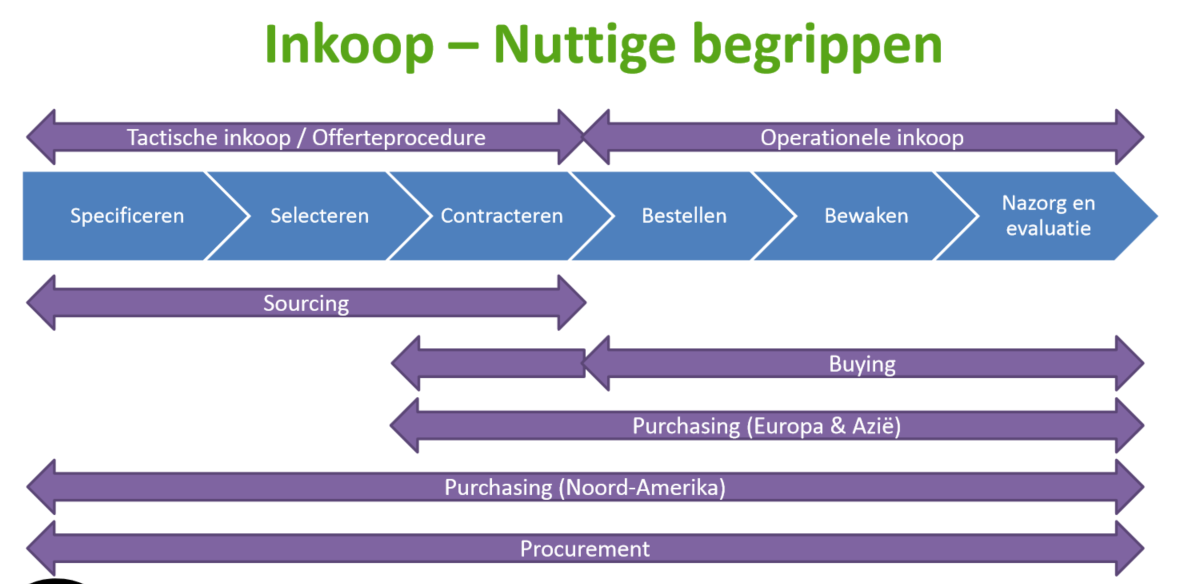 Inkoop – Nuttige begrippen
Tactische inkoop / Offerteprocedure
Operationele inkoop
Specificeren
Selecteren
Contracteren
Bestellen
Bewaken
Nazorg en
evaluatie
Sourcing
Buying
Purchasing (Europa & Azië)
Purchasing (Noord-Amerika)
Procurement